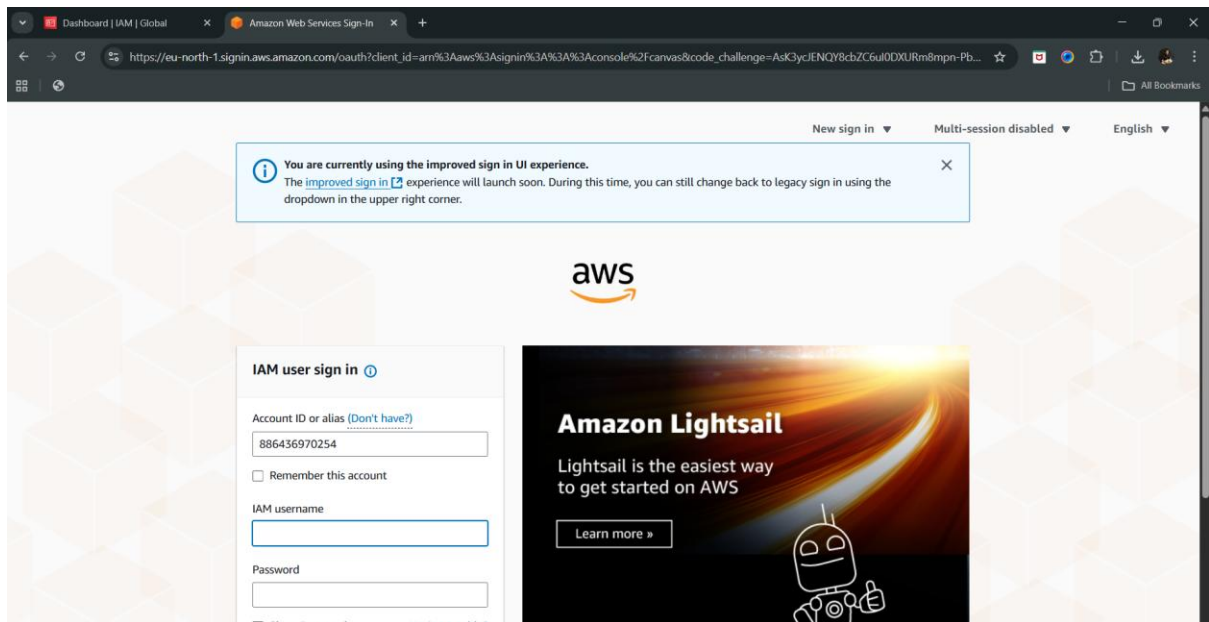 Dashboard | IAM | Global
Amazon Web Services Sign-In
https://eu-north-1.signin.aws.amazon.com/oauth?client_id=arn%3Aaws%3Asignin%3A%3A%3Aconsole%2Fcanvas&code_challenge=AsK3ycJENQY8cbZC6ul0DXURm8mpn-Pb...
All Bookmarks
New sign in
Multi-session disabled
English
You are currently using the improved sign in UI experience.
The improved sign in experience will launch soon. During this time, you can still change back to legacy sign in using the
dropdown in the upper right corner.
aws
IAM user sign in
Account ID or alias (Don't have?)
886436970254
Remember this account
IAM username
Password
Amazon Lightsail
Lightsail is the easiest way
to get started on AWS
Learn more »